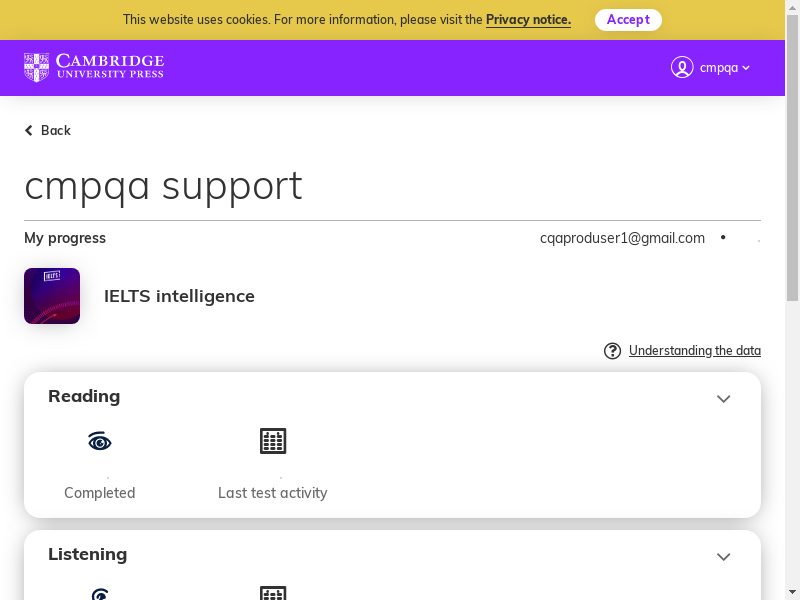 This website uses cookies. For more information, please visit the Privacy notice.
Accept
CAMBRIDGE
UNIVERSITY PRESS
cmpqa
Back
cmpqa support
My progress
cqaproduser1@gmail.com •
IELTS
IELTS intelligence
Understanding the data
Reading
Completed
Last test activity
Listening